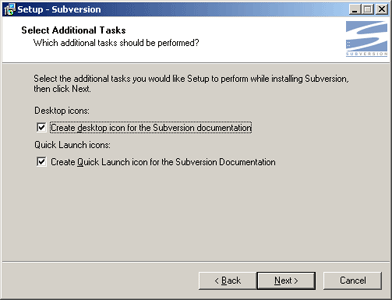 Setup - Subversion
Select Additional Tasks
Which additional tasks should be performed?
SUBVERSION
Select the additional tasks you would like Setup to perform while installing Subversion,
then click Next.
Desktop icons:
Create desktop icon for the Subversion documentation
Quick Launch icons:
Create Quick Launch icon for the Subversion Documentation
< Back
Next >
Cancel